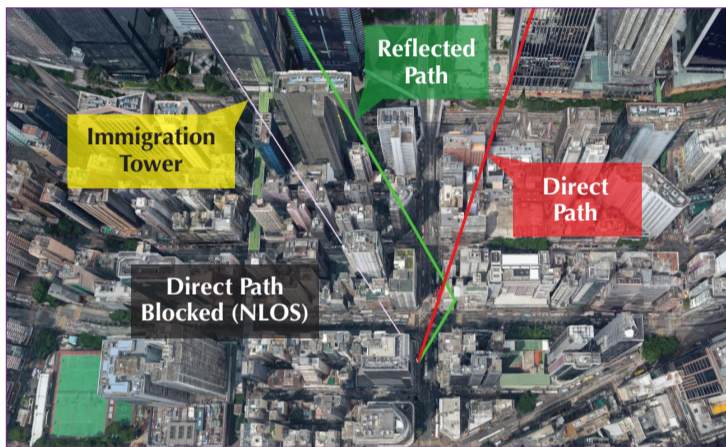 Reflected
Path
Immigration
Tower
Direct
Path
Direct Path
Blocked (NLOS)